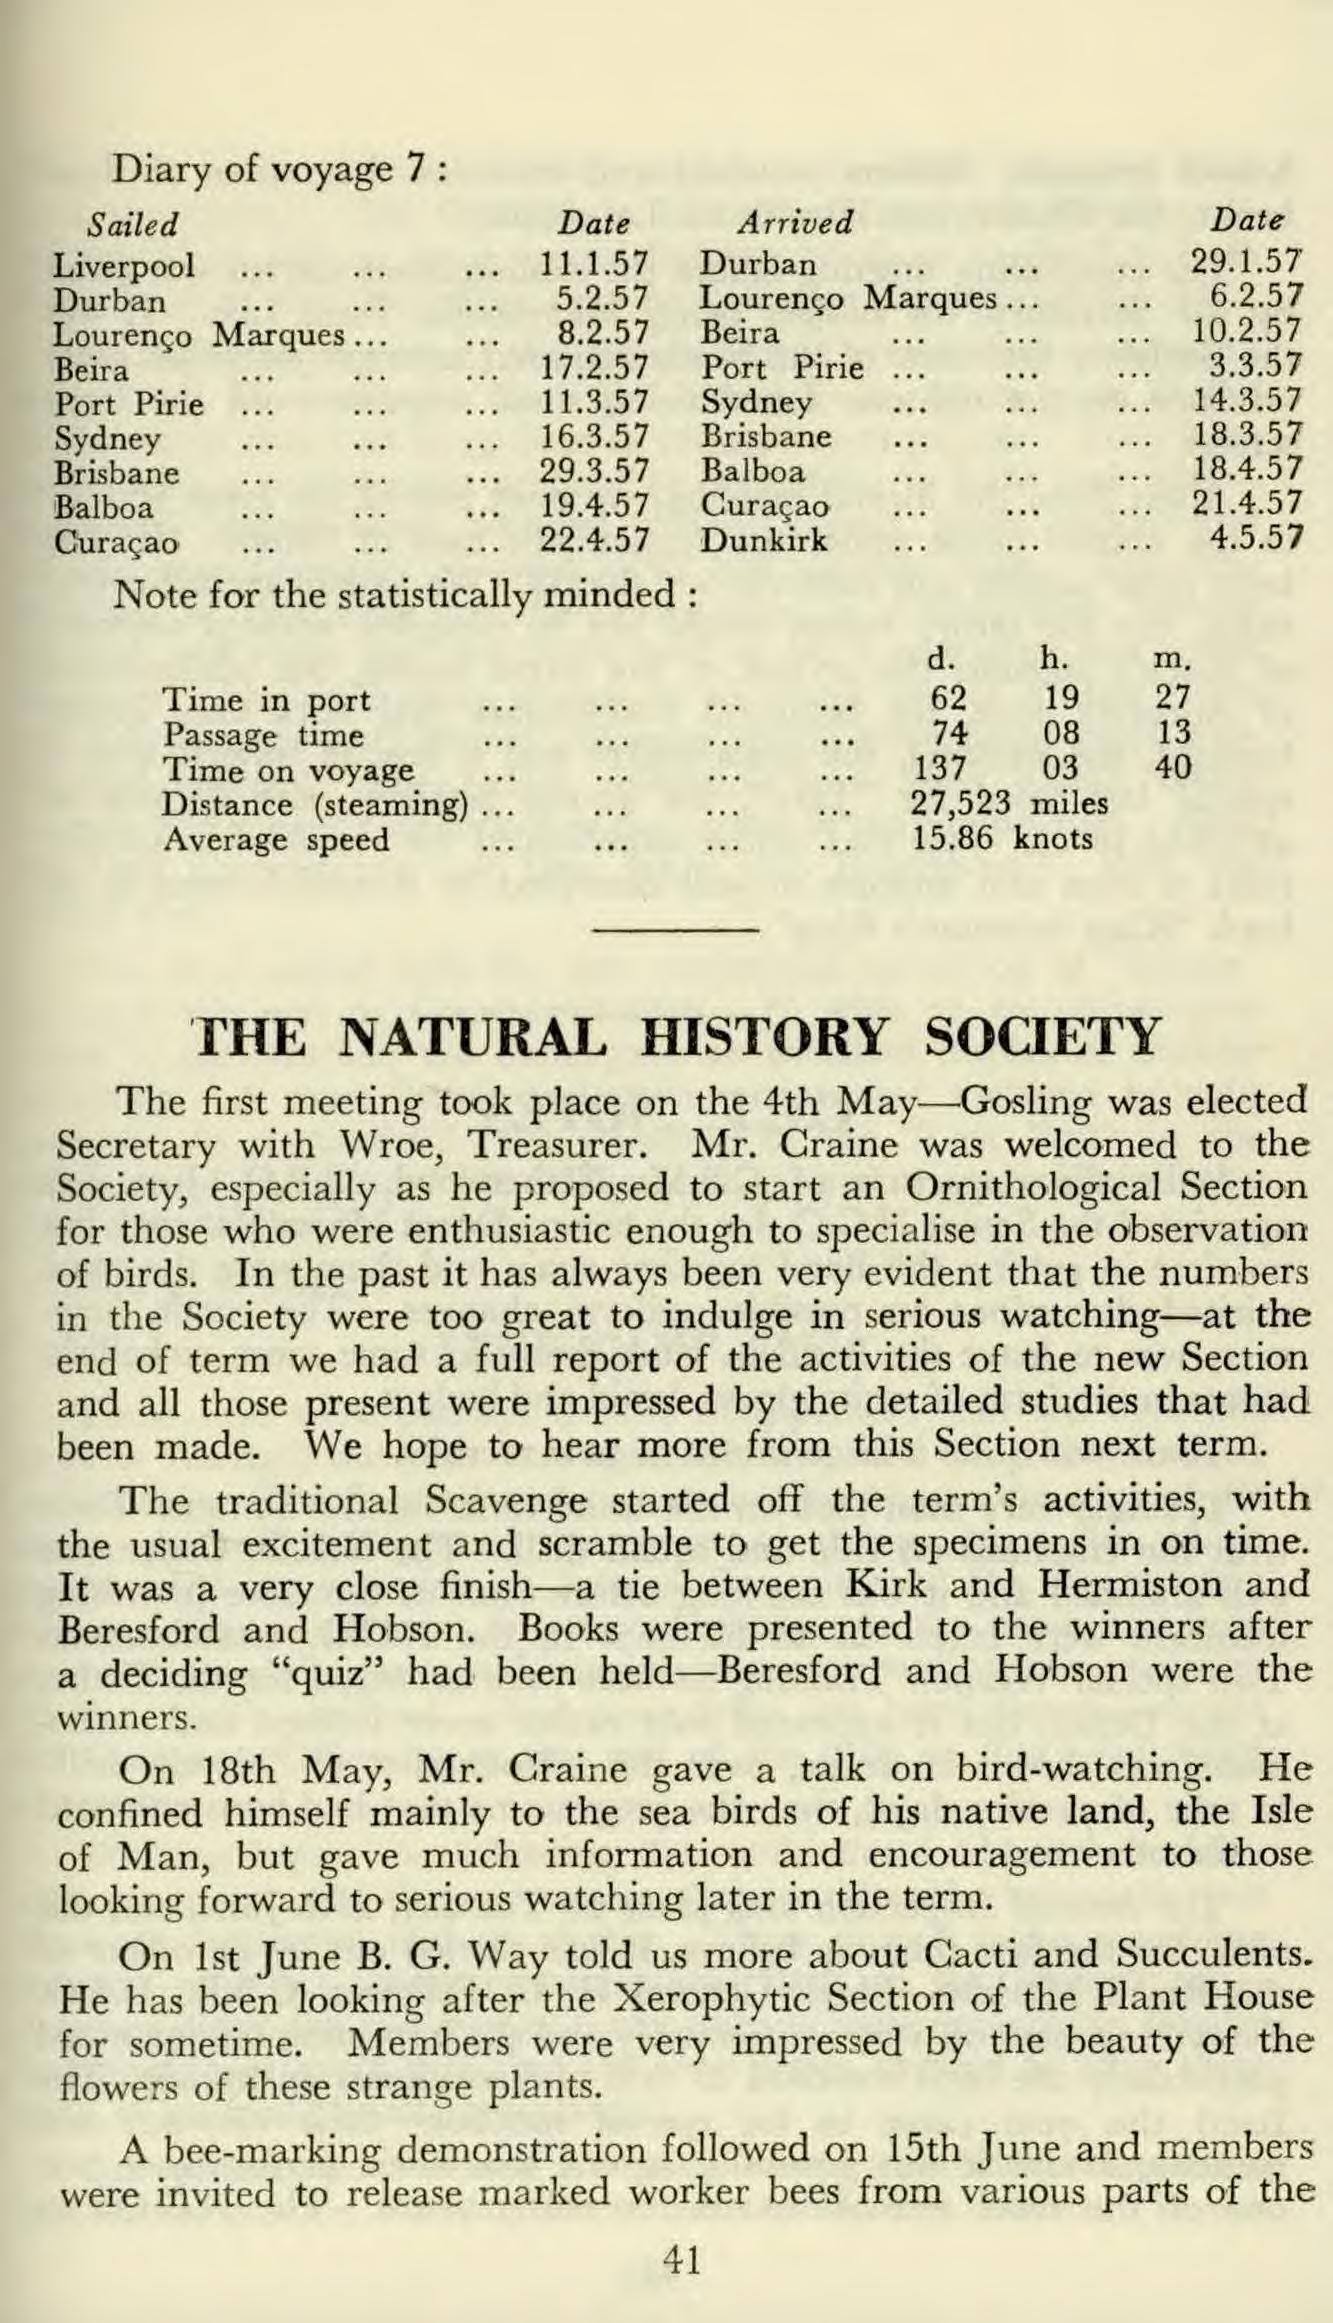 Diary of voyage 7 :
Sailed Date Arrived Date
Liverpool ... ... ... 11.1.57 Durban ... ... ... 29.1.57
Durban ... ... ... 5.2.57 Lourenço Marques ... ... 6.2.57
Lourenço Marques ... ... 8.2.57 Beira ... ... ... 10.2.57
Beira ... ... ... 17.2.57 Port Pirie ... ... ... 3.3.57
Port Pirie ... ... ... 11.3.57 Sydney ... ... ... 14.3.57
Sydney ... ... ... 16.3.57 Brisbane ... ... ... 18.3.57
Brisbane ... ... ... 29.3.57 Balboa ... ... ... 18.4.57
Balboa ... ... ... 19.4.57 Curaçao ... ... ... 21.4.57
Curaçao ... ... ... 22.4.57 Dunkirk ... ... ... 4.5.57
Note for the statistically minded :
d. h. m.
Time in port ... ... ... ... 62 19 27
Passage time ... ... ... ... 74 08 13
Time on voyage ... ... ... ... 137 03 40
Distance (steaming) ... ... ... ... 27,523 miles
Average speed ... ... ... ... 15.86 knots
THE NATURAL HISTORY SOCIETY
The first meeting took place on the 4th May—Gosling was elected
Secretary with Wroe, Treasurer. Mr. Craine was welcomed to the
Society, especially as he proposed to start an Ornithological Section
for those who were enthusiastic enough to specialise in the observation
of birds. In the past it has always been very evident that the numbers
in the Society were too great to indulge in serious watching—at the
end of term we had a full report of the activities of the new Section
and all those present were impressed by the detailed studies that had
been made. We hope to hear more from this Section next term.
The traditional Scavenge started off the term's activities, with
the usual excitement and scramble to get the specimens in on time.
It was a very close finish—a tie between Kirk and Hermiston and
Beresford and Hobson. Books were presented to the winners after
a deciding "quiz" had been held—Beresford and Hobson were the
winners.
On 18th May, Mr. Craine gave a talk on bird-watching. He
confined himself mainly to the sea birds of his native land, the Isle
of Man, but gave much information and encouragement to those
looking forward to serious watching later in the term.
On 1st June B. G. Way told us more about Cacti and Succulents.
He has been looking after the Xerophytic Section of the Plant House
for sometime. Members were very impressed by the beauty of the
flowers of these strange plants.
A bee-marking demonstration followed on 15th June and members
were invited to release marked worker bees from various parts of the
41